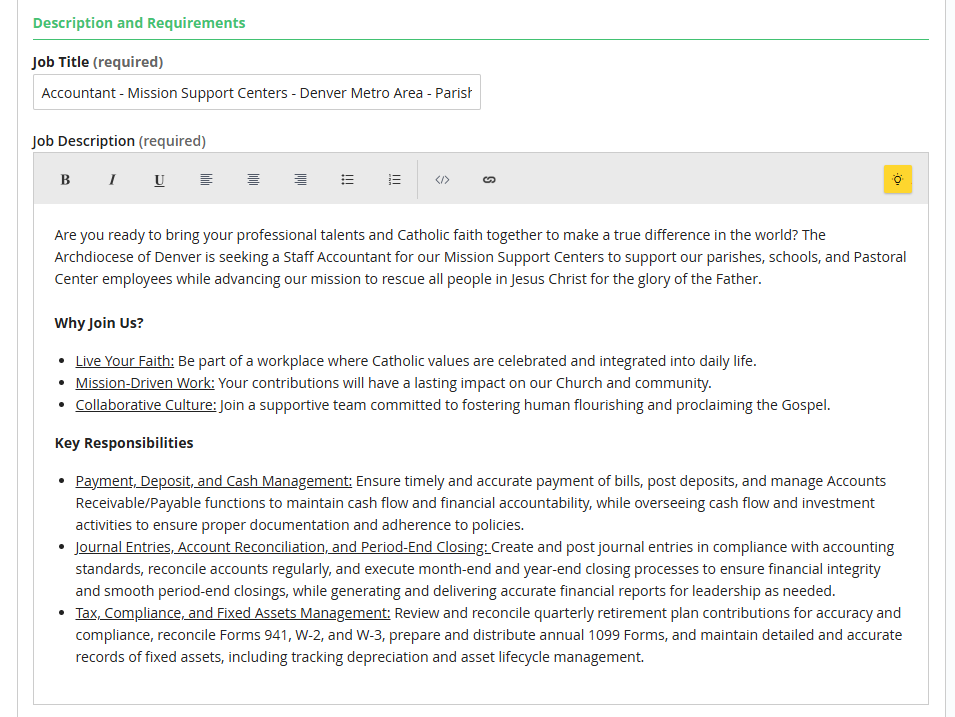 Description and Requirements
Job Title (required)
Accountant - Mission Support Centers - Denver Metro Area - Parish
Job Description (required)
B I U
Are you ready to bring your professional talents and Catholic faith together to make a true difference in the world? The
Archdiocese of Denver is seeking a Staff Accountant for our Mission Support Centers to support our parishes, schools, and Pastoral
Center employees while advancing our mission to rescue all people in Jesus Christ for the glory of the Father.
Why Join Us?
• Live Your Faith: Be part of a workplace where Catholic values are celebrated and integrated into daily life.
• Mission-Driven Work: Your contributions will have a lasting impact on our Church and community.
• Collaborative Culture: Join a supportive team committed to fostering human flourishing and proclaiming the Gospel.
Key Responsibilities
• Payment, Deposit, and Cash Management: Ensure timely and accurate payment of bills, post deposits, and manage Accounts
Receivable/Payable functions to maintain cash flow and financial accountability, while overseeing cash flow and investment
activities to ensure proper documentation and adherence to policies.
• Journal Entries, Account Reconciliation, and Period-End Closing: Create and post journal entries in compliance with accounting
standards, reconcile accounts regularly, and execute month-end and year-end closing processes to ensure financial integrity
and smooth period-end closings, while generating and delivering accurate financial reports for leadership as needed.
• Tax, Compliance, and Fixed Assets Management: Review and reconcile quarterly retirement plan contributions for accuracy and
compliance, reconcile Forms 941, W-2, and W-3, prepare and distribute annual 1099 Forms, and maintain detailed and accurate
records of fixed assets, including tracking depreciation and asset lifecycle management.